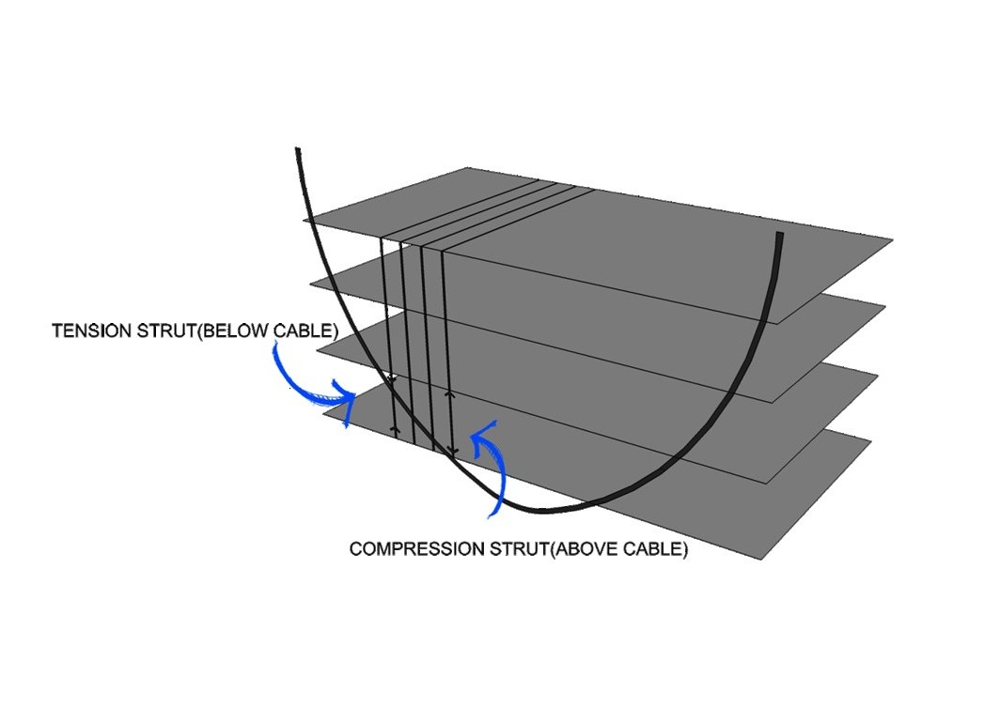 TENSION STRUT(BELOW CABLE)
COMPRESSION STRUT(ABOVE CABLE)